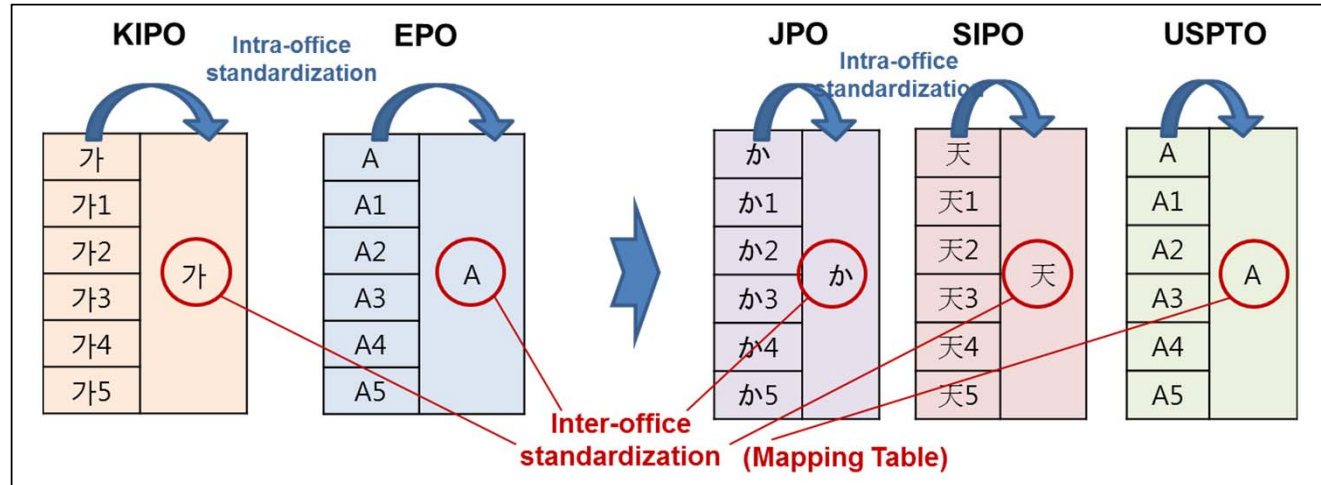 KIPO
EPO
JPO
SIPO
USPTO
Intra-office
standardization
Intra-office
standardization
가
가1
가2
가3
가4
가5
가
A
A1
A2
A3
A4
A5
A
か
か1
か2
か3
か4
か5
か
天
天1
天2
天3
天4
天5
天
A
A1
A2
A3
A4
A5
A
Inter-office
standardization (Mapping Table)